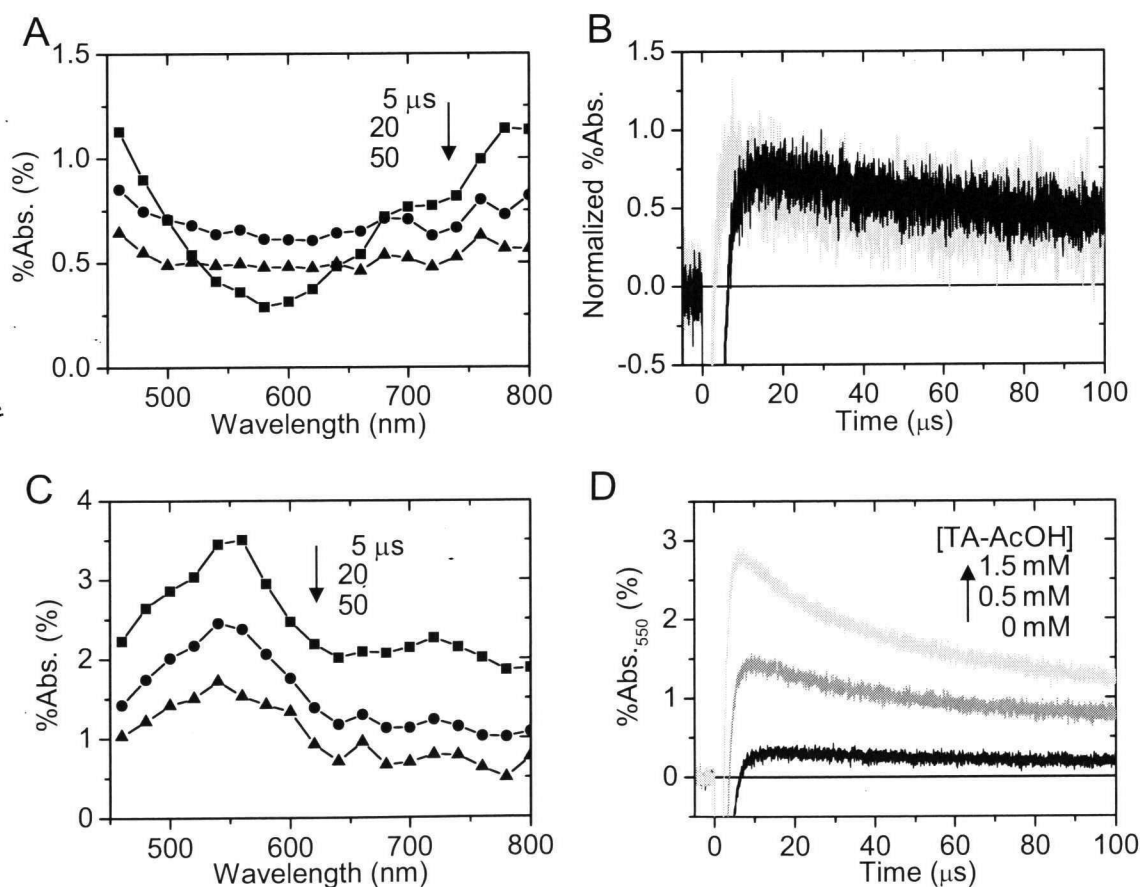 A
1.5
1.0
0.5
0.0
%Abs. (%)
5 μs
20
50
500
600
700
800
Wavelength (nm)
B
1.5
1.0
0.5
0.0
-0.5
Normalized %Abs.
0
20
40
60
80
100
Time (μs)
C
4
3
2
1
0
%Abs. (%)
5 μs
20
50
500
600
700
800
Wavelength (nm)
D
3
2
1
0
%Abs.550 (%)
[TA-AcOH]
1.5 mM
0.5 mM
0 mM
0
20
40
60
80
100
Time (μs)